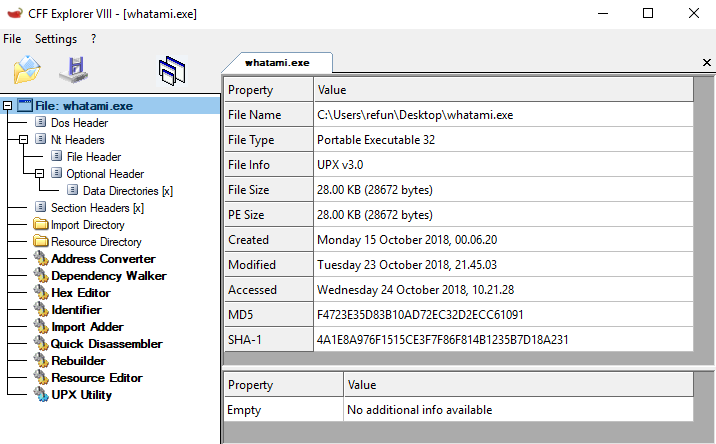 CFF Explorer VIII - [whatami.exe]
File Settings ?
whatami.exe
File: whatami.exe
Dos Header
Nt Headers
File Header
Optional Header
Data Directories [x]
Section Headers [x]
Import Directory
Resource Directory
Address Converter
Dependency Walker
Hex Editor
Identifier
Import Adder
Quick Disassembler
Rebuilder
Resource Editor
UPX Utility
Property Value
File Name C:\Users\refun\Desktop\whatami.exe
File Type Portable Executable 32
File Info UPX v3.0
File Size 28.00 KB (28672 bytes)
PE Size 28.00 KB (28672 bytes)
Created Monday 15 October 2018, 00.06.20
Modified Tuesday 23 October 2018, 21.45.03
Accessed Wednesday 24 October 2018, 10.21.28
MD5 F4723E35D83B10AD72EC32D2ECC61091
SHA-1 4A1E8A976F1515CE3F7F86F814B1235B7D18A231
Property Value
Empty No additional info available